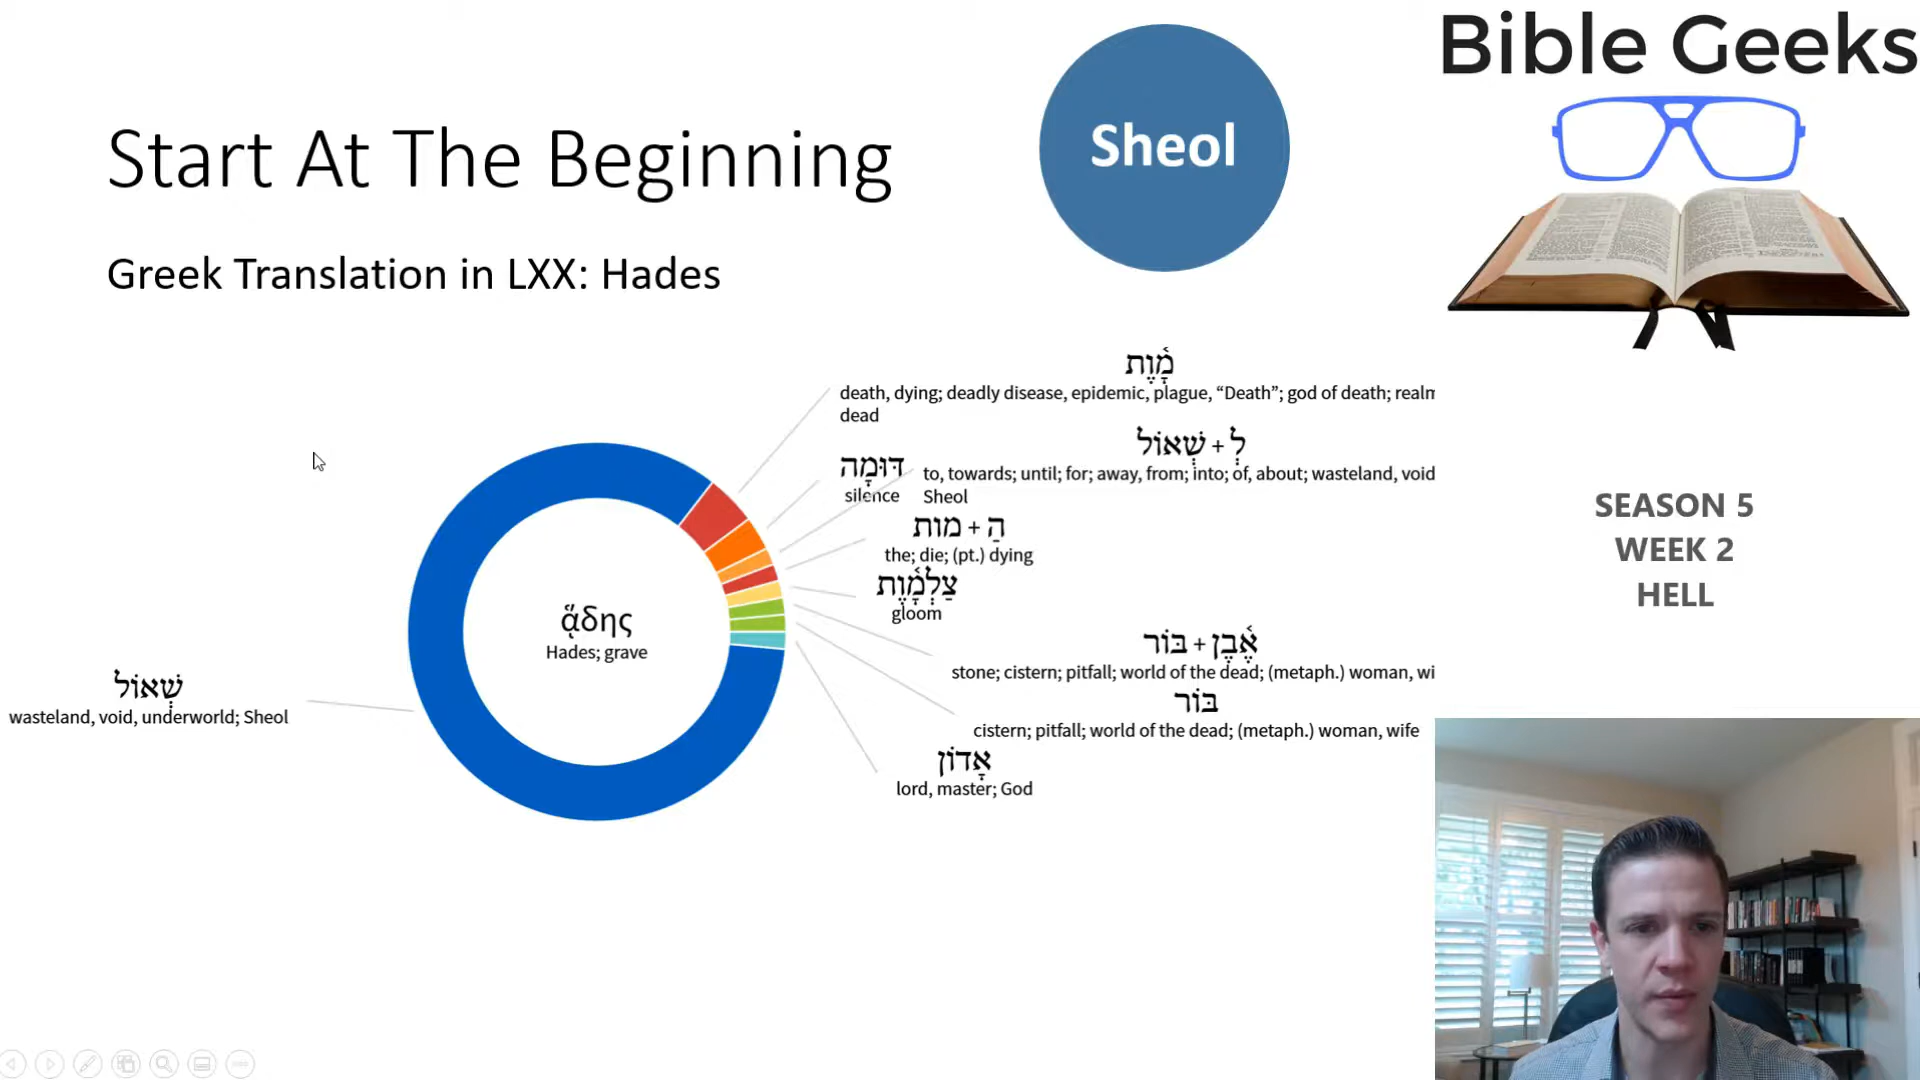 Bible Geeks
Sheol
Start At The Beginning
Greek Translation in LXX: Hades
מָ֫וֶת
death, dying; deadly disease, epidemic, plague, “Death”; god of death; realm
dead
לְ + שְׁאוֹל
to, towards; until; for; away, from; into; of, about; wasteland, void
Sheol
דּוּמָה
silence
הַ + מות
the; die; (pt.) dying
צַלְמָ֫וֶת
gloom
אֶ֫בֶן + בּוֹר
stone; cistern; pitfall; world of the dead; (metaph.) woman, wi
בּוֹר
cistern; pitfall; world of the dead; (metaph.) woman, wife
אָדוֹן
lord, master; God
ᾅδης
Hades; grave
שְׁאוֹל
wasteland, void, underworld; Sheol
SEASON 5
WEEK 2
HELL